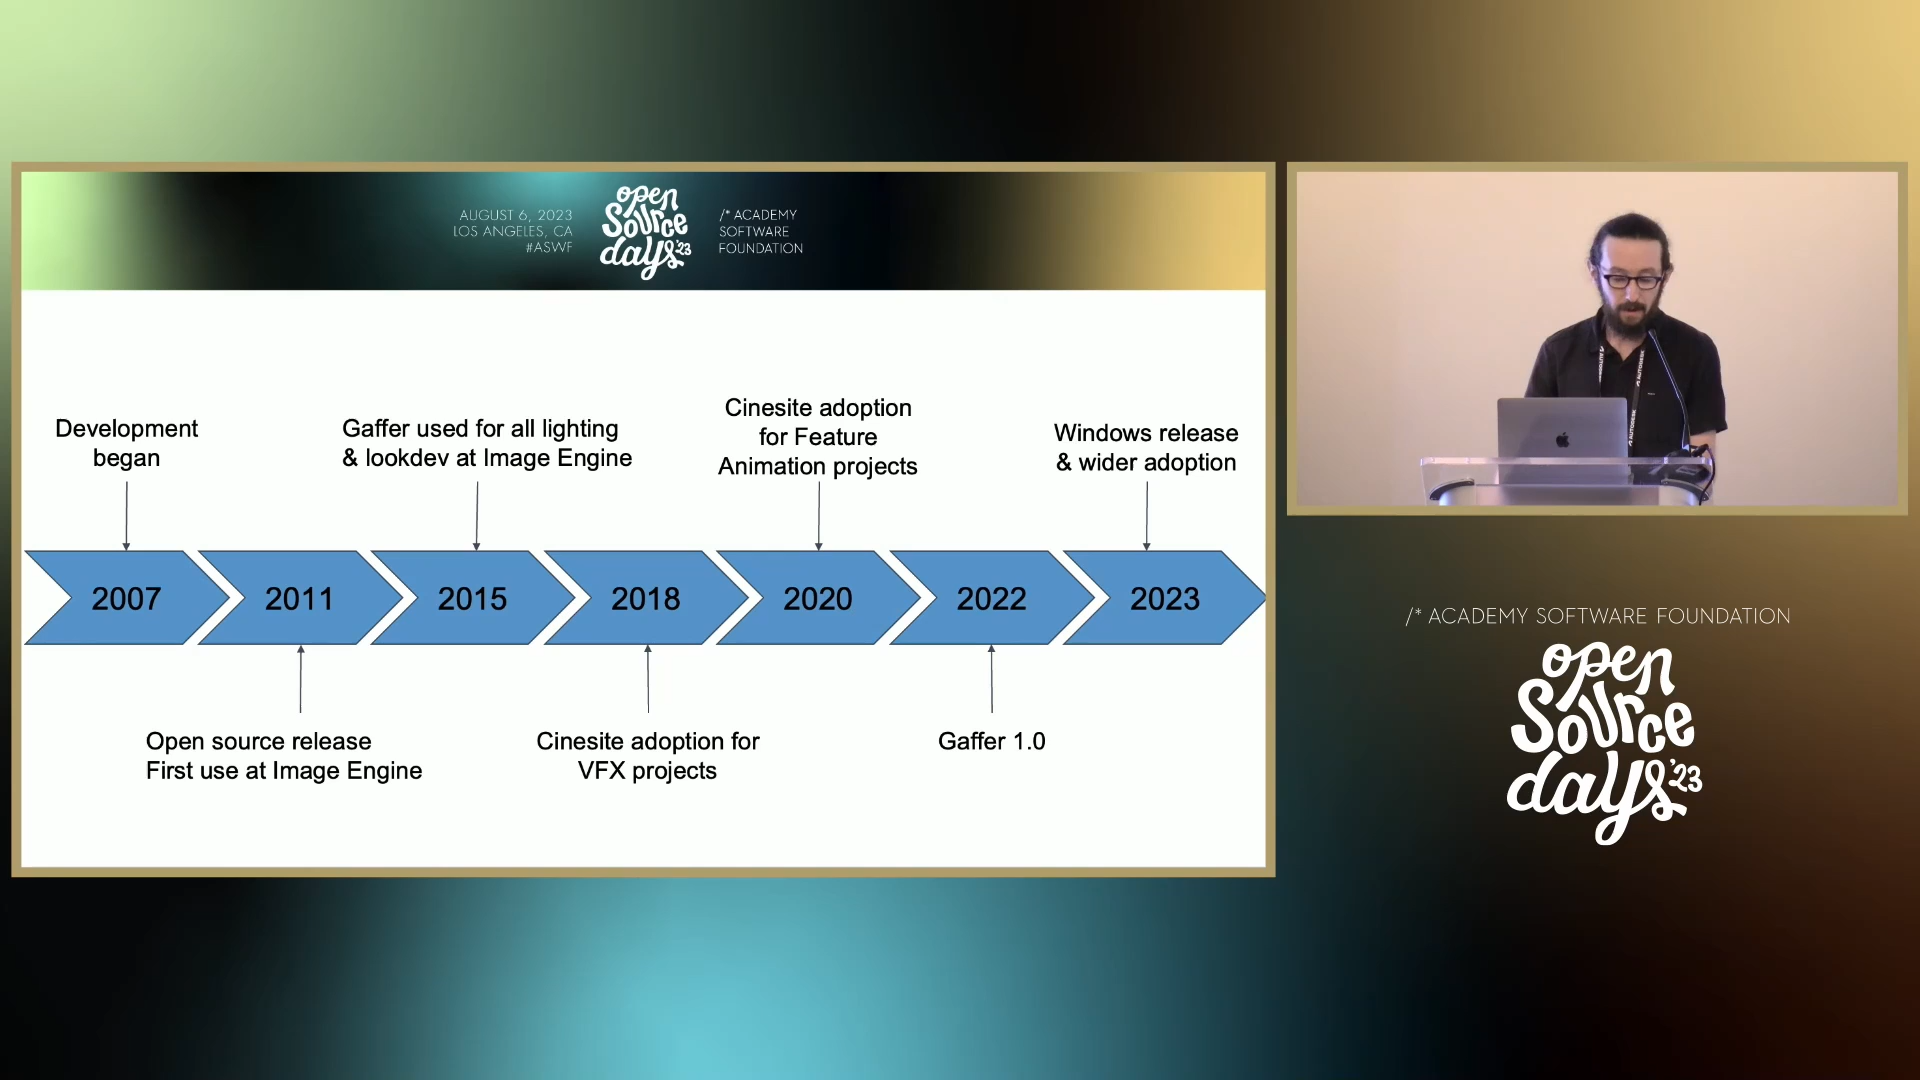 AUGUST 6, 2023
LOS ANGELES, CA
#ASWF
open
Source
days'23
/* ACADEMY
SOFTWARE
FOUNDATION
Development
began
Gaffer used for all lighting
& lookdev at Image Engine
Cinesite adoption
for Feature
Animation projects
Windows release
& wider adoption
2007
2011
2015
2018
2020
2022
2023
Open source release
First use at Image Engine
Cinesite adoption for
VFX projects
Gaffer 1.0
AUTODESK
/* ACADEMY SOFTWARE FOUNDATION
open
Source
days'23